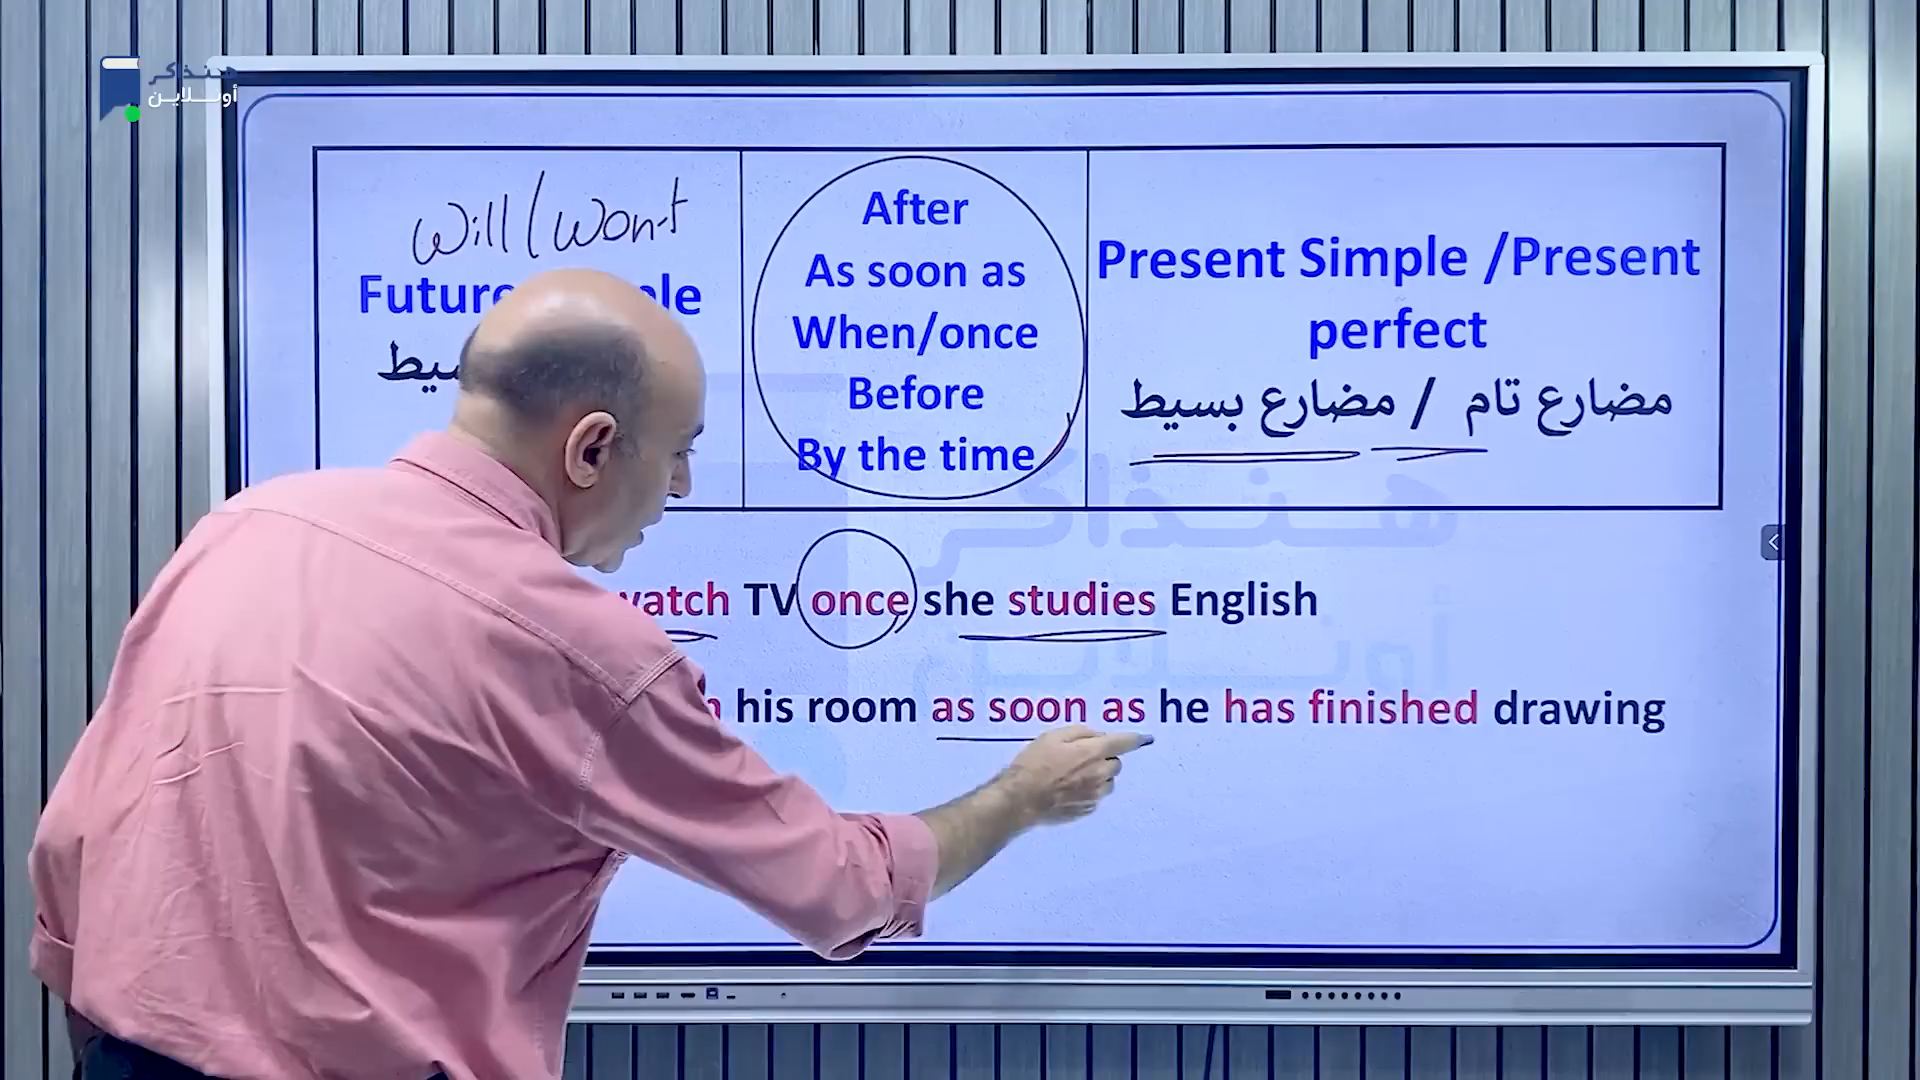 هنذاكر
أونلاين
will/won't
Future
After
As soon as
When/once
Before
By the time
Present Simple /Present
perfect
مضارع تام / مضارع بسيط
هنذاكر
أونلاين
watch TV once she studies English
his room as soon as he has finished drawing